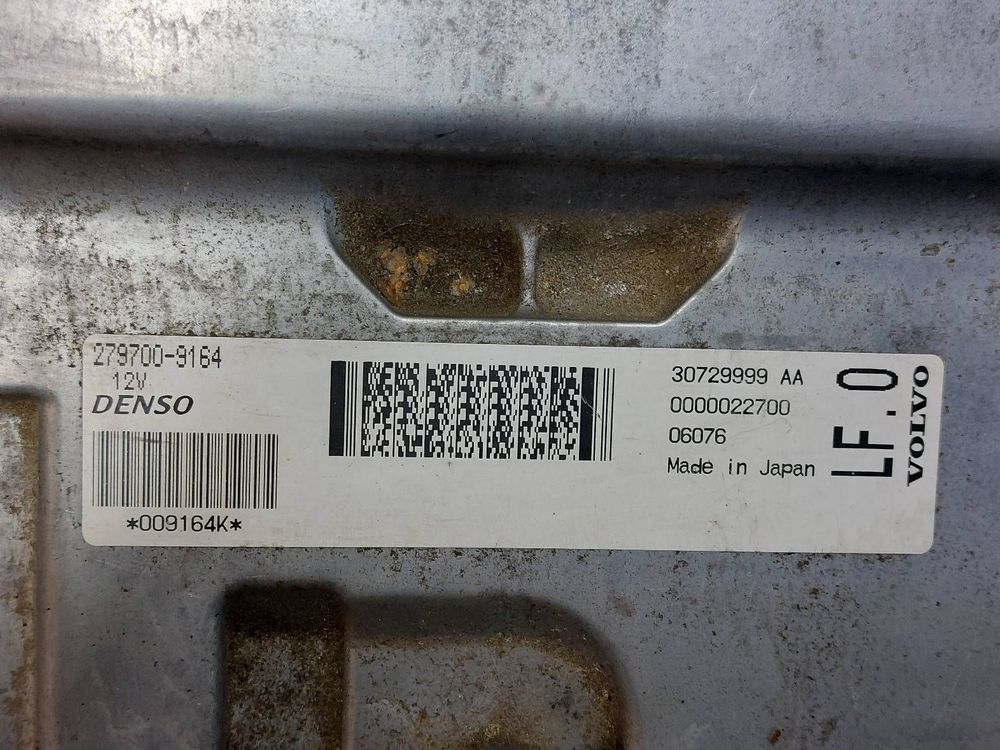 279700-9164
12V
DENSO
*009164K*
30729999 AA
0000022700
06076
Made in Japan
LF.0
VOLVO